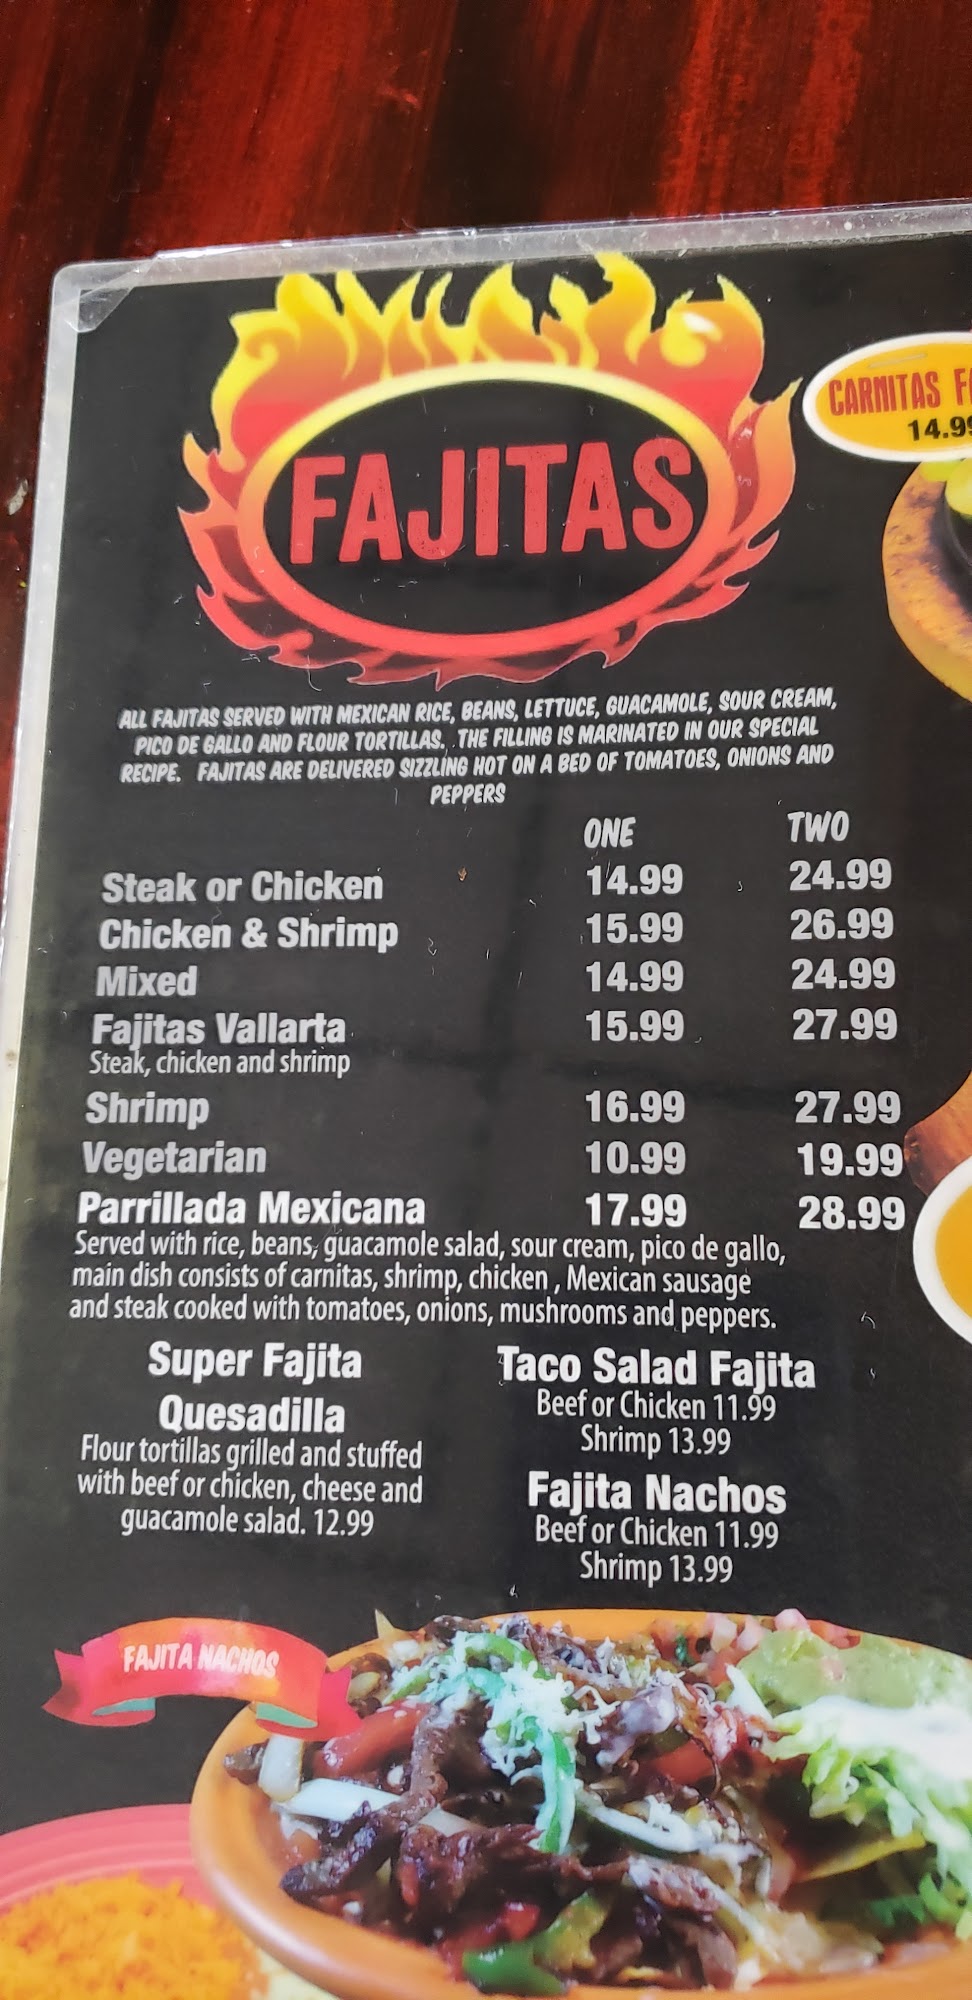 FAJITAS
CARNITAS
14.99
ALL FAJITAS SERVED WITH MEXICAN RICE, BEANS, LETTUCE, GUACAMOLE, SOUR CREAM,
PICO DE GALLO AND FLOUR TORTILLAS. THE FILLING IS MARINATED IN OUR SPECIAL
RECIPE. FAJITAS ARE DELIVERED SIZZLING HOT ON A BED OF TOMATOES, ONIONS AND
PEPPERS
ONE TWO
Steak or Chicken 14.99 24.99
Chicken & Shrimp 15.99 26.99
Mixed 14.99 24.99
Fajitas Vallarta 15.99 27.99
Steak, chicken and shrimp
Shrimp 16.99 27.99
Vegetarian 10.99 19.99
Parrillada Mexicana 17.99 28.99
Served with rice, beans, guacamole salad, sour cream, pico de gallo,
main dish consists of carnitas, shrimp, chicken , Mexican sausage
and steak cooked with tomatoes, onions, mushrooms and peppers.
Super Fajita
Quesadilla
Flour tortillas grilled and stuffed
with beef or chicken, cheese and
guacamole salad. 12.99
Taco Salad Fajita
Beef or Chicken 11.99
Shrimp 13.99
Fajita Nachos
Beef or Chicken 11.99
Shrimp 13.99
FAJITA NACHOS